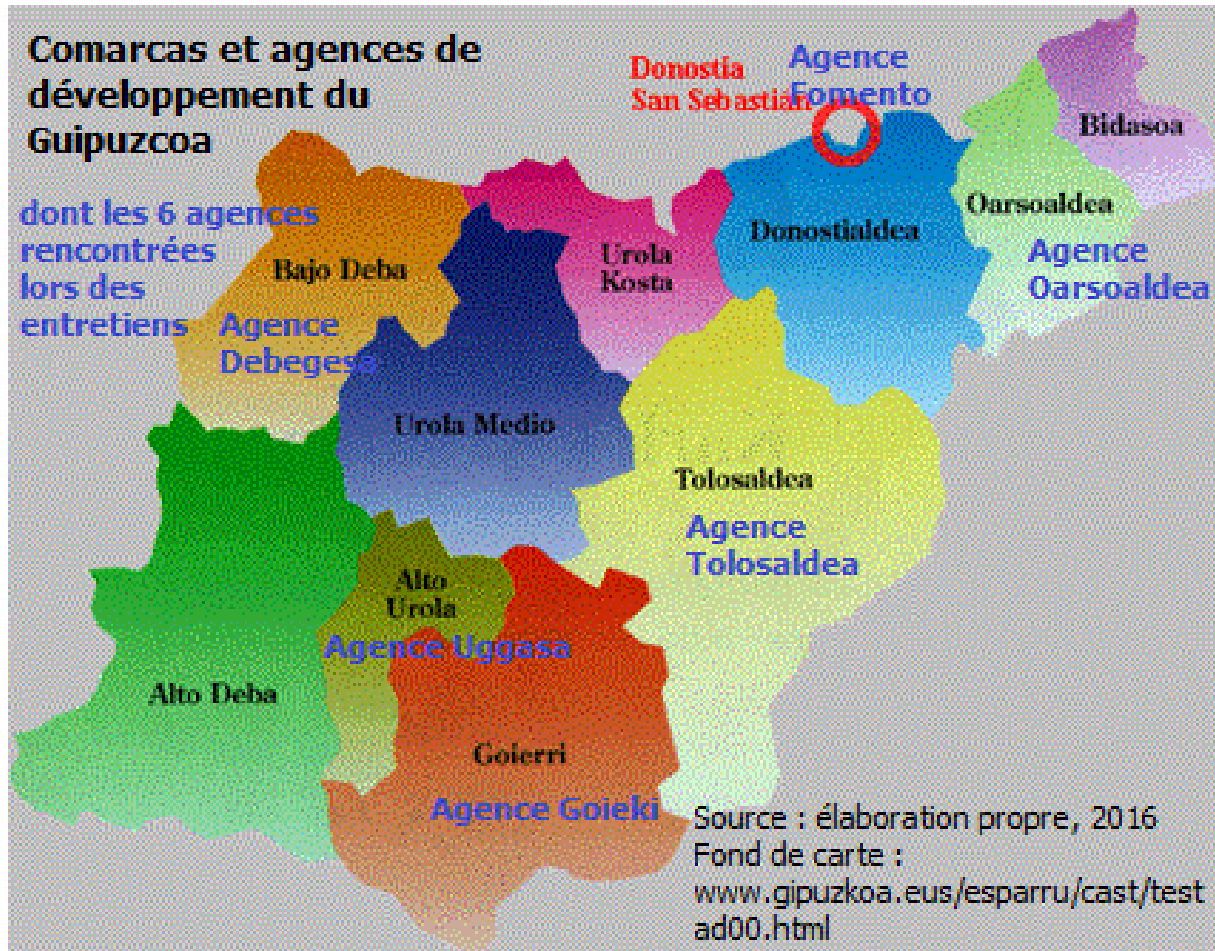 Comarcas et agences de
développement du
Guipuzcoa
dont les 6 agences
rencontrées
lors des
entretiens
Donostia
San Sebastián
Agence
Fomento
Bidasoa
Oarsoaldea
Agence
Oarsoaldea
Donostialdea
Urola
Kosta
Bajo Deba
Agence
Debegesa
Urola Medio
Tolosaldea
Agence
Tolosaldea
Alto
Urola
Agence Uggasa
Alto Deba
Goierri
Agence Goieki
Source : élaboration propre, 2016
Fond de carte :
www.gipuzkoa.eus/esparru/cast/test
ad00.html